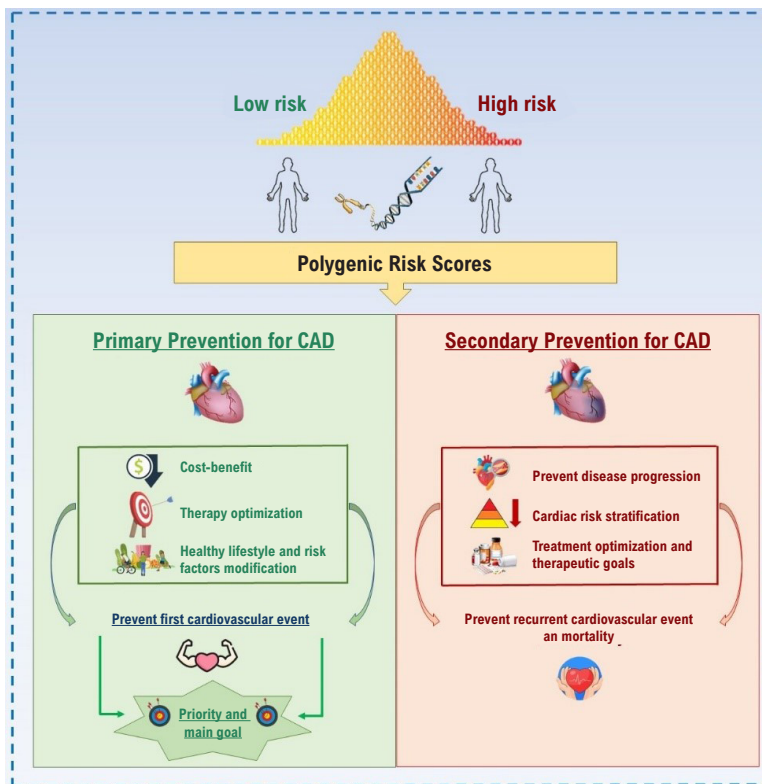 Low risk
High risk
Polygenic Risk Scores
Primary Prevention for CAD
$
Cost-benefit
Therapy optimization
Healthy lifestyle and risk
factors modification
Prevent first cardiovascular event
Priority and
main goal
Secondary Prevention for CAD
Prevent disease progression
Cardiac risk stratification
Treatment optimization and
therapeutic goals
Prevent recurrent cardiovascular event
an mortality